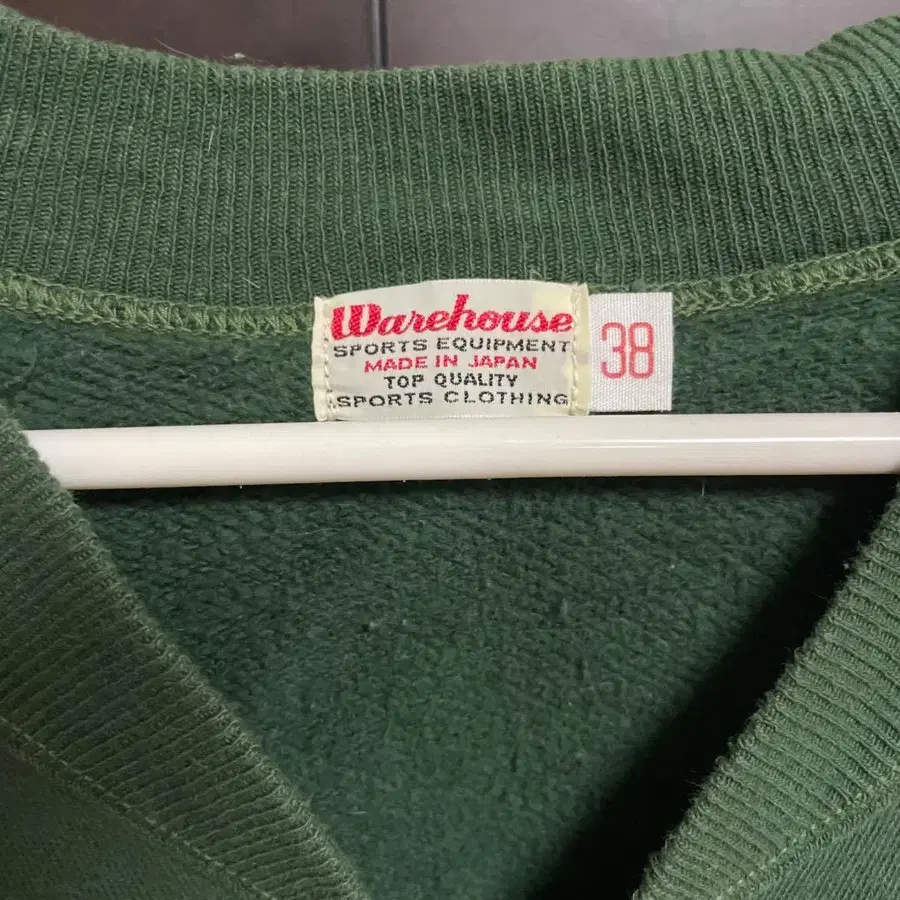 Warehouse
SPORTS EQUIPMENT
MADE IN JAPAN
TOP QUALITY
SPORTS CLOTHING
38